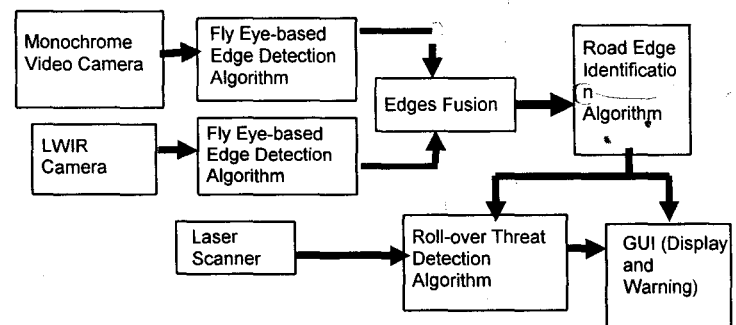 Monochrome
Video Camera
Fly Eye-based
Edge Detection
Algorithm
LWIR
Camera
Fly Eye-based
Edge Detection
Algorithm
Edges Fusion
Road Edge
Identificatio
n
Algorithm
Laser
Scanner
Roll-over Threat
Detection
Algorithm
GUI (Display
and
Warning)